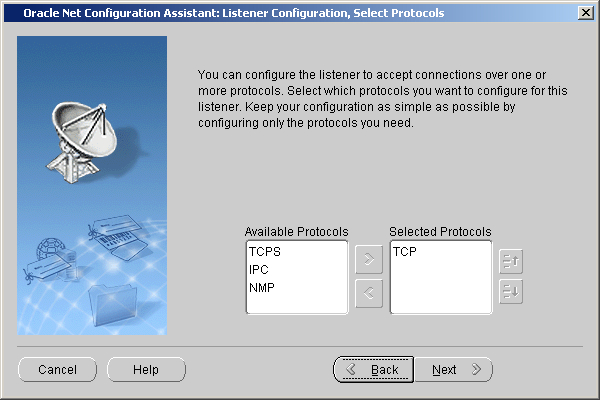 Oracle Net Configuration Assistant: Listener Configuration, Select Protocols
You can configure the listener to accept connections over one or
more protocols. Select which protocols you want to configure for this
listener. Keep your configuration as simple as possible by
configuring only the protocols you need.
Available Protocols
TCPS
IPC
NMP
Selected Protocols
TCP
Cancel
Help
Back
Next